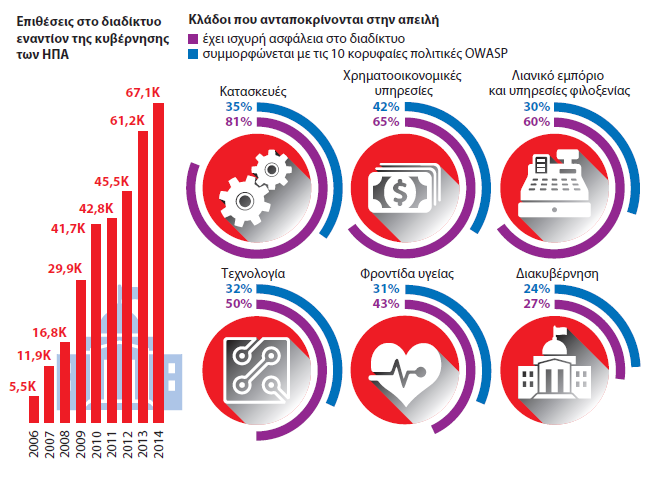 Επιθέσεις στο διαδίκτυο
εναντίον της κυβέρνησης
των ΗΠΑ
67,1K
61,2K
45,5K
42,8K
41,7K
29,9K
16,8K
11,9K
5,5K
2006
2007
2008
2009
2010
2011
2012
2013
2014
Κλάδοι που ανταποκρίνονται στην απειλή
έχει ισχυρή ασφάλεια στο διαδίκτυο
συμμορφώνεται με τις 10 κορυφαίες πολιτικές OWASP
Κατασκευές
35%
81%
Χρηματοοικονομικές
υπηρεσίες
42%
65%
Λιανικό εμπόριο
και υπηρεσίες φιλοξενίας
30%
60%
Τεχνολογία
32%
50%
Φροντίδα υγείας
31%
43%
Διακυβέρνηση
24%
27%